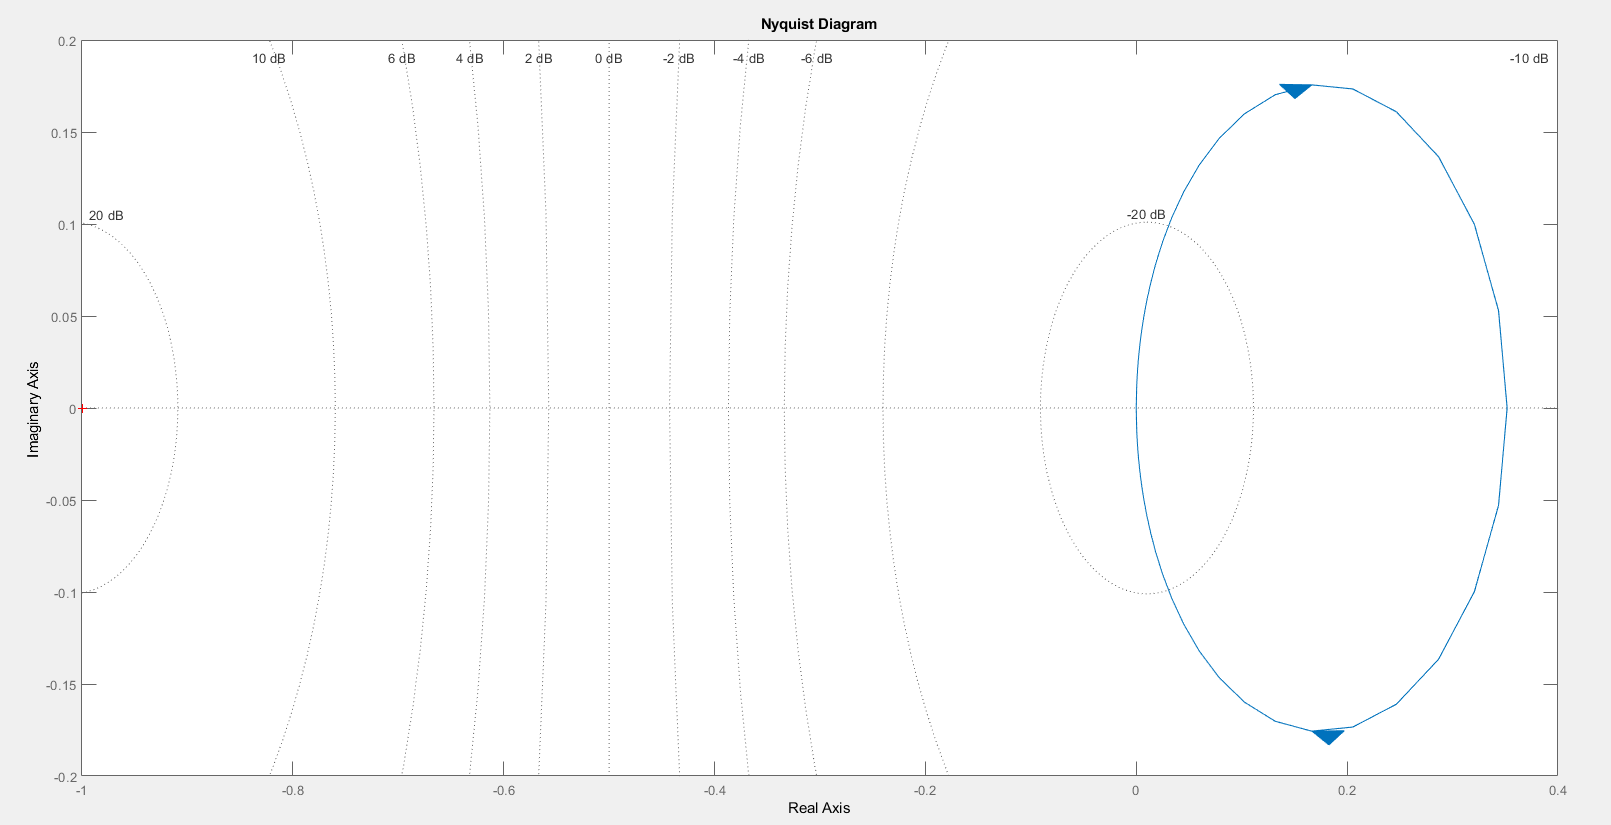 Nyquist Diagram
0.2
10 dB 6 dB 4 dB 2 dB 0 dB -2 dB -4 dB -6 dB -10 dB
0.15
20 dB -20 dB
0.1
0.05
Imaginary Axis
0
-0.05
-0.1
-0.15
-0.2
-1 -0.8 -0.6 -0.4 -0.2 0 0.2 0.4
Real Axis